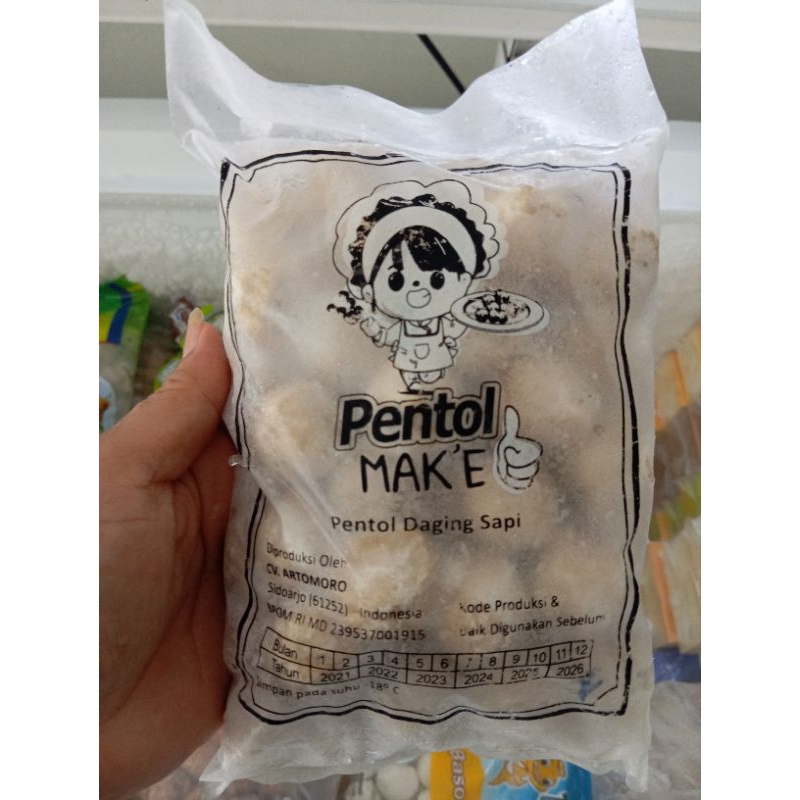 Pentol
MAK'E
Pentol Daging Sapi
Diproduksi Oleh
CV. ARTOMORO
Sidoarjo (61252) Indonesia
BPOM RI MD 239537001915
Kode Produksi &
Baik Digunakan Sebelum
Bulan 1 2 3 4 5 6 7 8 9 10 11 12
Tahun 2021 2022 2023 2024 2025 2026
Simpan pada suhu -18° C
Baso